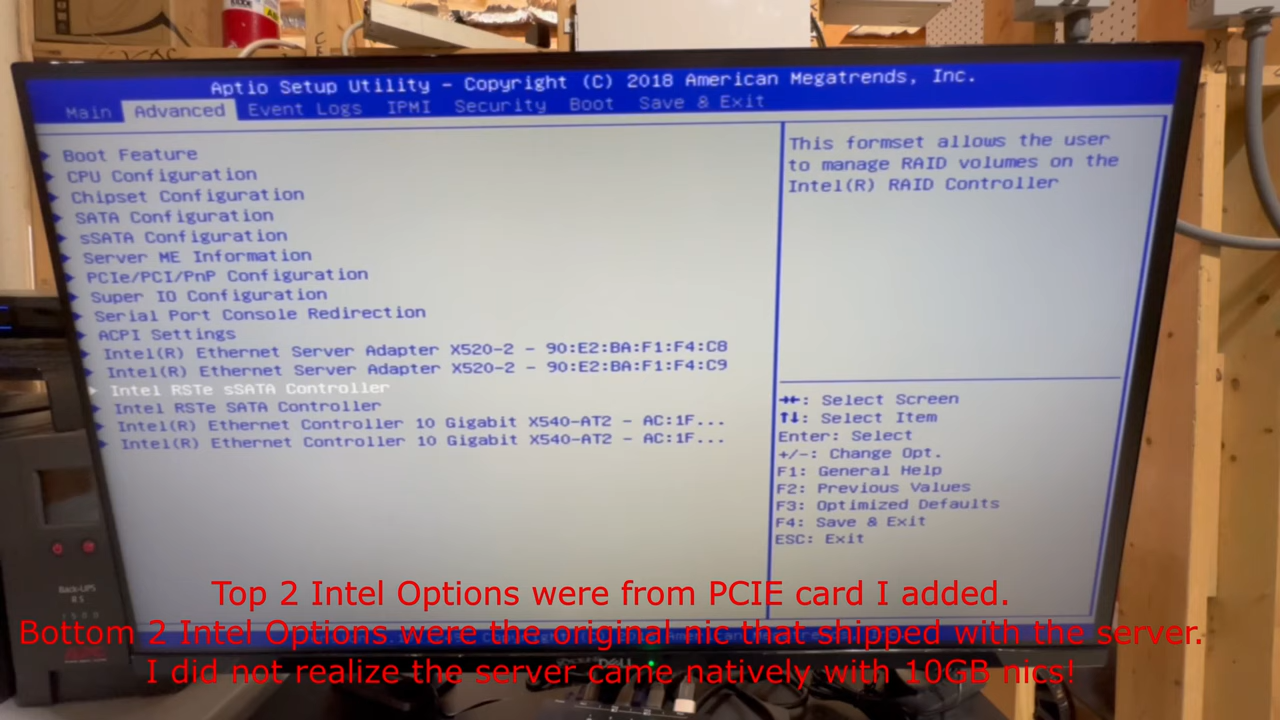 Aptio Setup Utility - Copyright (C) 2018 American Megatrends, Inc.
Main Advanced Event Logs IPMI Security Boot Save & Exit
Boot Feature
CPU Configuration
Chipset Configuration
SATA Configuration
sSATA Configuration
Server ME Information
PCIe/PCI/PnP Configuration
Super IO Configuration
Serial Port Console Redirection
ACPI Settings
Intel(R) Ethernet Server Adapter X520-2 - 90:E2:BA:F1:F4:C8
Intel(R) Ethernet Server Adapter X520-2 - 90:E2:BA:F1:F4:C9
Intel RSTe sSATA Controller
Intel RSTe SATA Controller
Intel(R) Ethernet Controller 10 Gigabit X540-AT2 - AC:1F...
Intel(R) Ethernet Controller 10 Gigabit X540-AT2 - AC:1F...
This formset allows the user
to manage RAID volumes on the
Intel(R) RAID Controller
→←: Select Screen
↑↓: Select Item
Enter: Select
+/-: Change Opt.
F1: General Help
F2: Previous Values
F3: Optimized Defaults
F4: Save & Exit
ESC: Exit
Back-UPS
RS
DELL
Top 2 Intel Options were from PCIE card I added.
Bottom 2 Intel Options were the original nic that shipped with the server.
I did not realize the server came natively with 10GB nics!